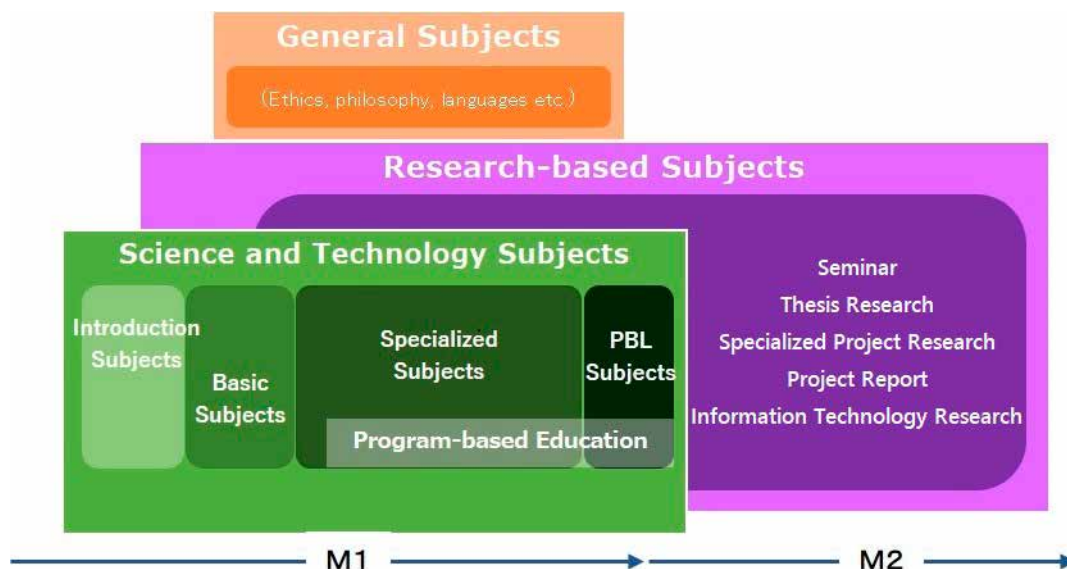 General Subjects
(Ethics, philosophy, languages etc.)
Research-based Subjects
Science and Technology Subjects
Introduction
Subjects
Basic
Subjects
Specialized
Subjects
PBL
Subjects
Program-based Education
Seminar
Thesis Research
Specialized Project Research
Project Report
Information Technology Research
M1
M2